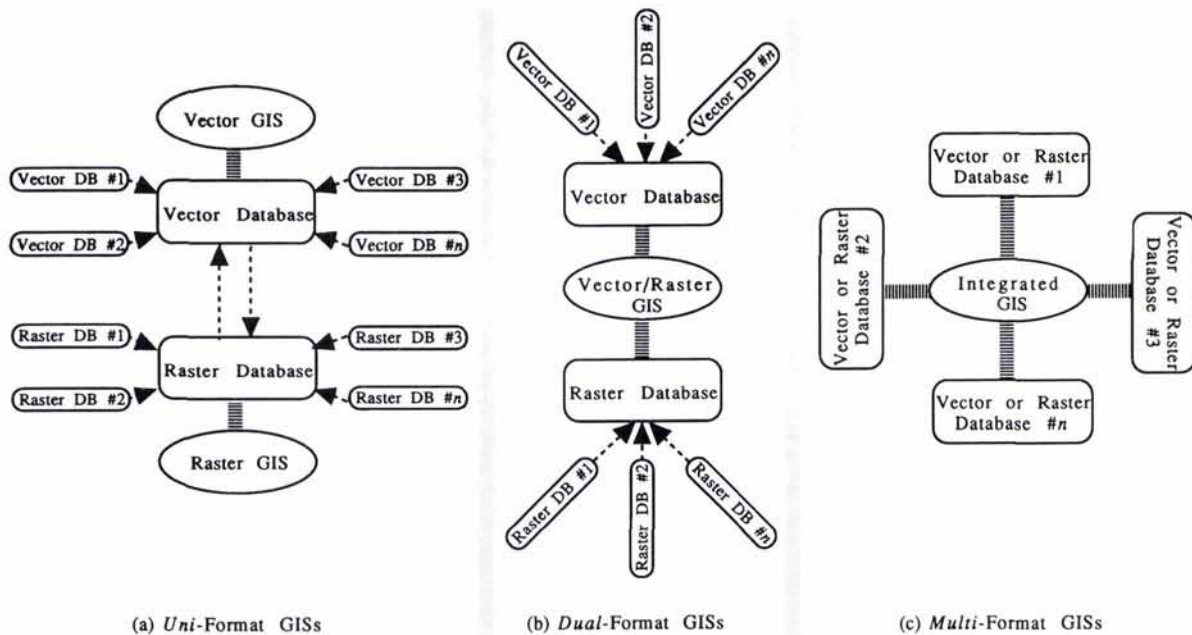 Vector GIS
Vector DB #1
Vector DB #3
Vector Database
Vector DB #2
Vector DB #n
Raster DB #1
Raster DB #3
Raster Database
Raster DB #2
Raster DB #n
Raster GIS
(a) Uni-Format GISs
Vector DB #1
Vector DB #2
Vector DB #n
Vector Database
Vector/Raster
GIS
Raster Database
Raster DB #1
Raster DB #2
Raster DB #n
(b) Dual-Format GISs
Vector or Raster
Database #1
Vector or Raster
Database #2
Integrated
GIS
Vector or Raster
Database #3
Vector or Raster
Database #n
(c) Multi-Format GISs